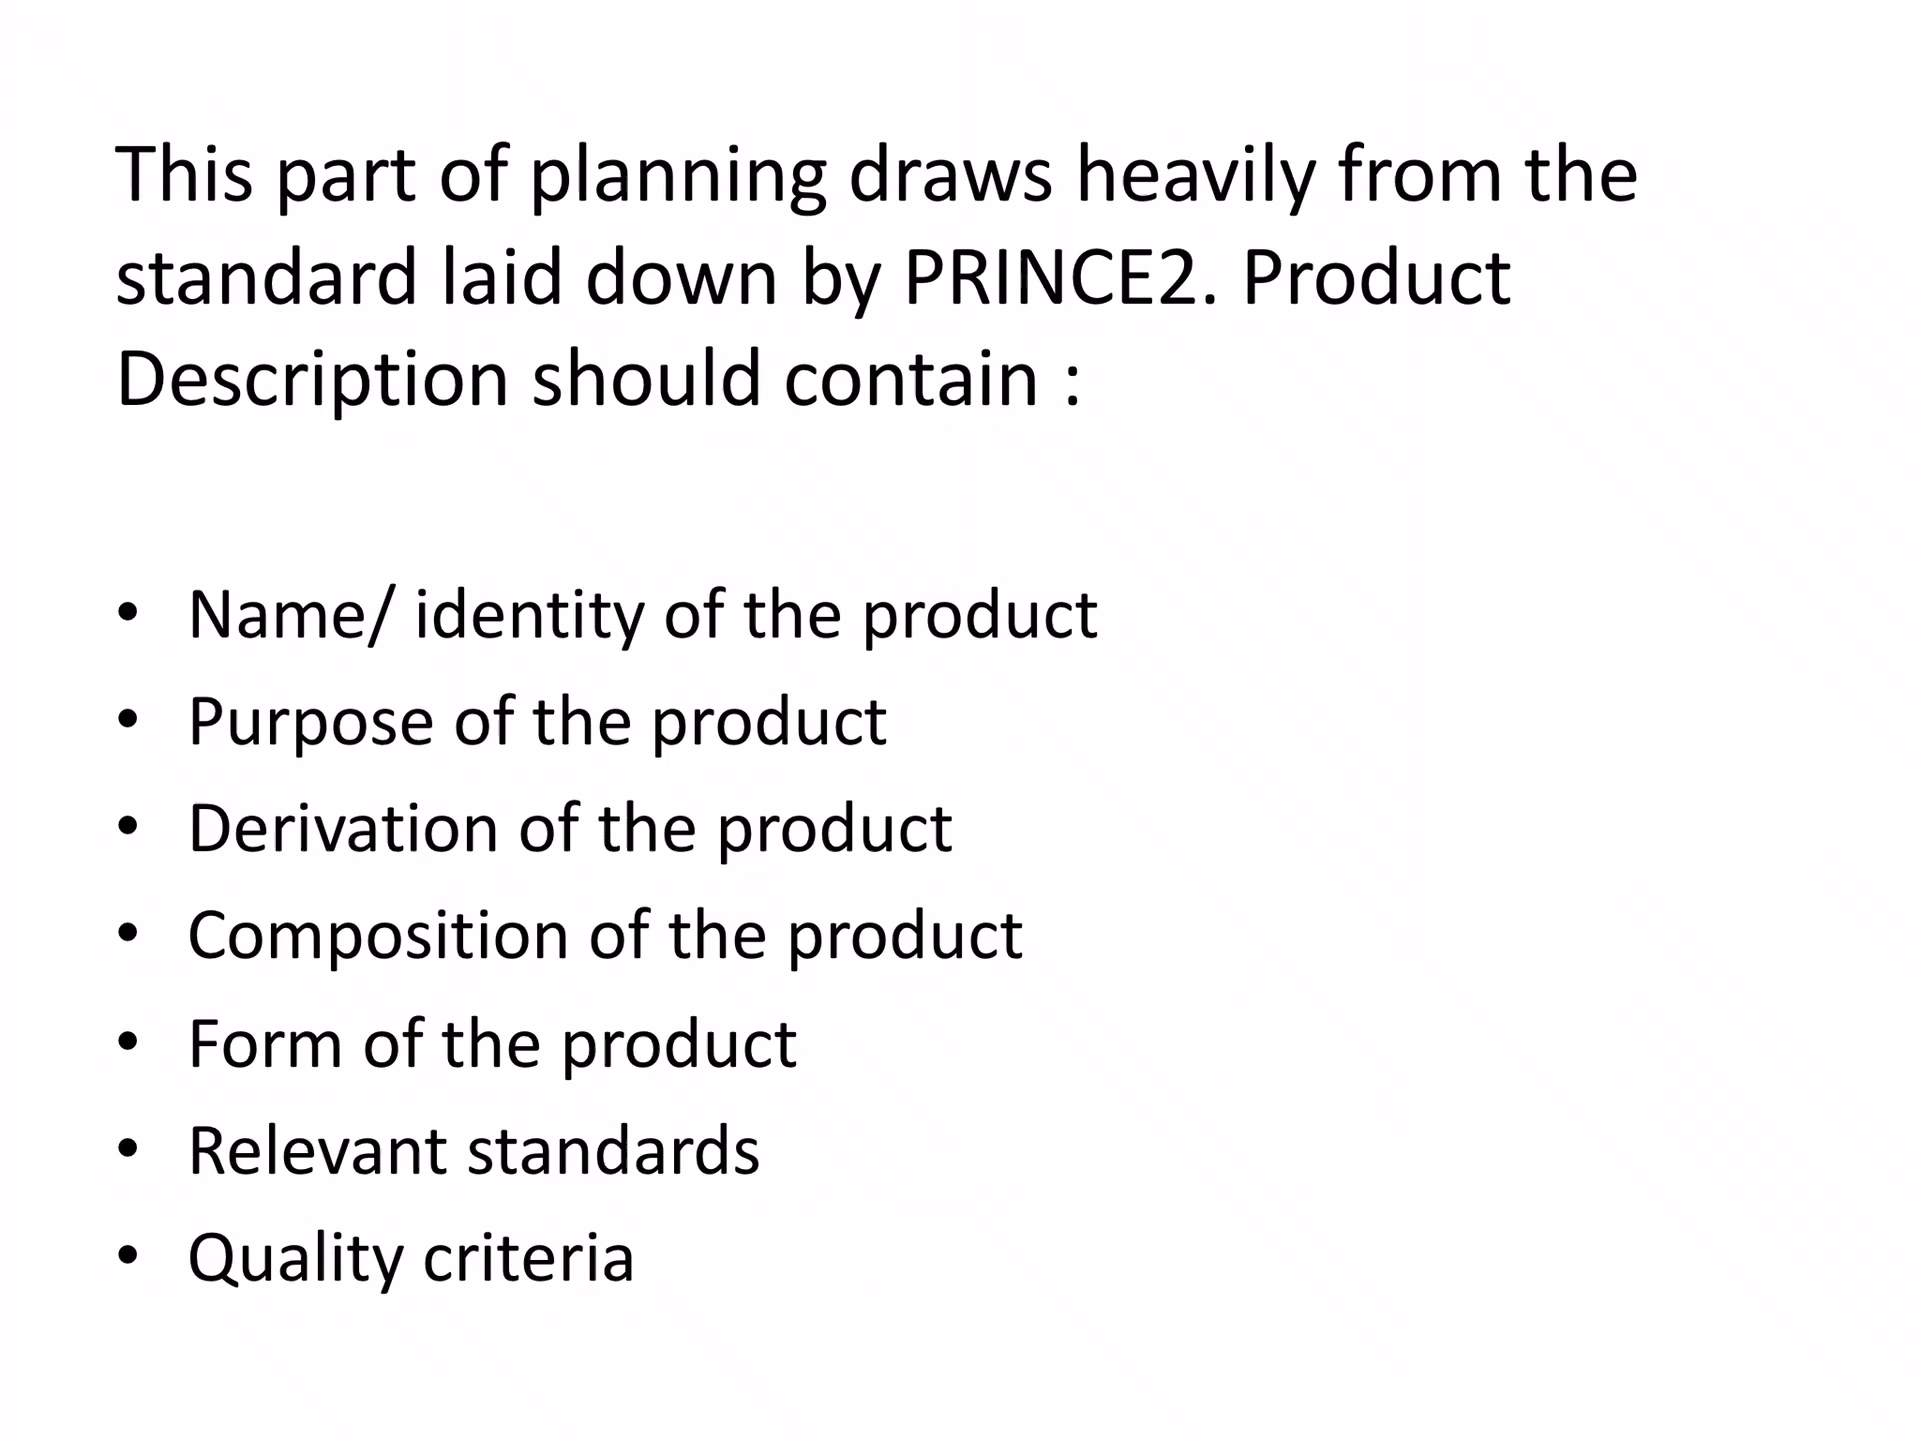 This part of planning draws heavily from the
standard laid down by PRINCE2. Product
Description should contain :
• Name/ identity of the product
• Purpose of the product
• Derivation of the product
• Composition of the product
• Form of the product
• Relevant standards
• Quality criteria